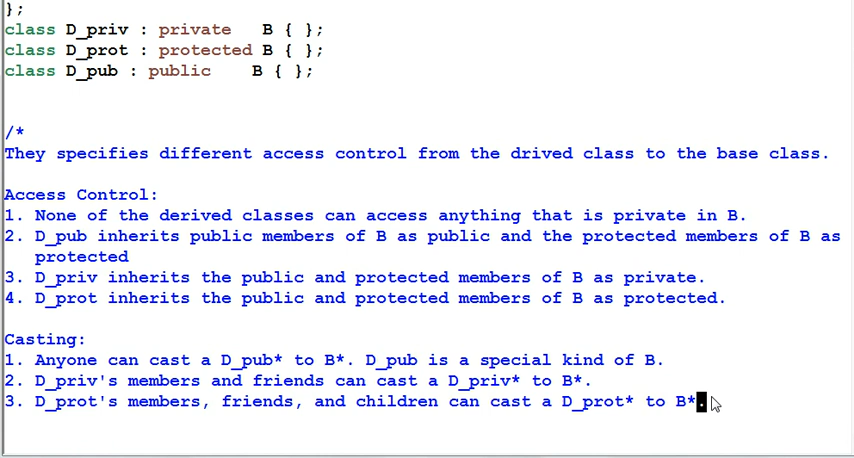 };
class D_priv : private   B { };
class D_prot : protected B { };
class D_pub : public    B { };
/*
They specifies different access control from the drived class to the base class.
Access Control:
1. None of the derived classes can access anything that is private in B.
2. D_pub inherits public members of B as public and the protected members of B as
   protected
3. D_priv inherits the public and protected members of B as private.
4. D_prot inherits the public and protected members of B as protected.
Casting:
1. Anyone can cast a D_pub* to B*. D_pub is a special kind of B.
2. D_priv's members and friends can cast a D_priv* to B*.
3. D_prot's members, friends, and children can cast a D_prot* to B*.